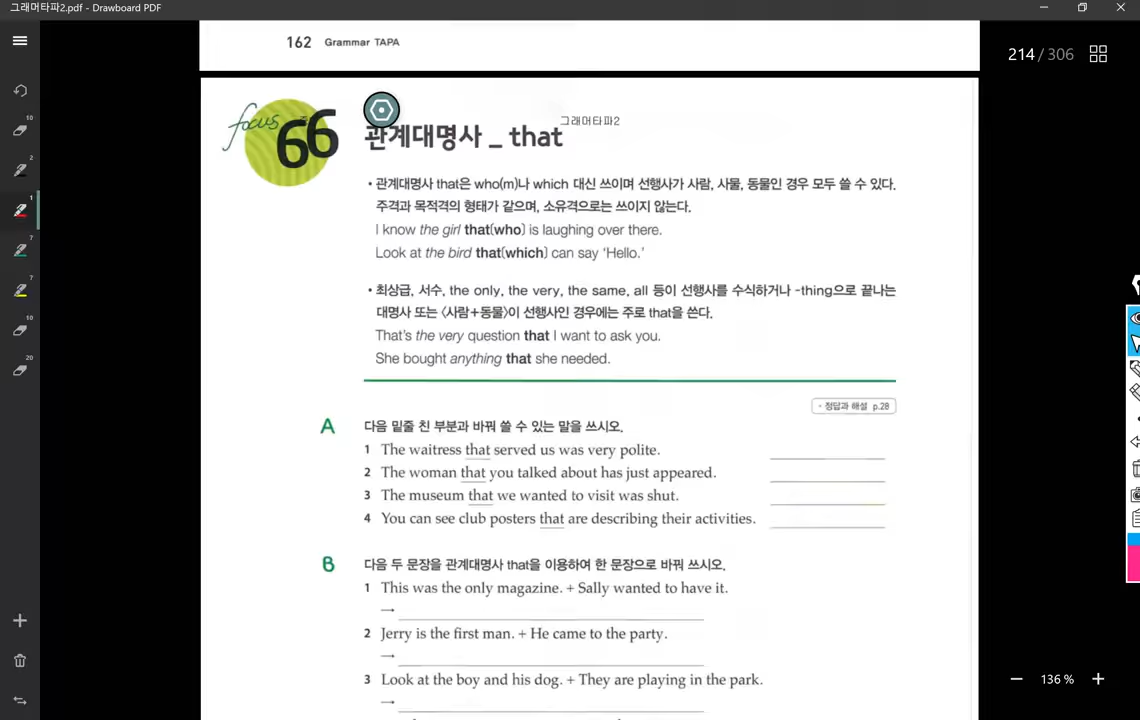 그래머타파2.pdf - Drawboard PDF
162 Grammar TAPA
214 / 306
focus 66
그래머타파2
관계대명사 _ that
• 관계대명사 that은 who(m)나 which 대신 쓰이며 선행사가 사람, 사물, 동물인 경우 모두 쓸 수 있다.
주격과 목적격의 형태가 같으며, 소유격으로는 쓰이지 않는다.
I know the girl that(who) is laughing over there.
Look at the bird that(which) can say ‘Hello.’
• 최상급, 서수, the only, the very, the same, all 등이 선행사를 수식하거나 -thing으로 끝나는
대명사 또는 〈사람+동물〉이 선행사인 경우에는 주로 that을 쓴다.
That’s the very question that I want to ask you.
She bought anything that she needed.
• 정답과 해설 p.28
A 다음 밑줄 친 부분과 바꿔 쓸 수 있는 말을 쓰시오.
1 The waitress that served us was very polite.
2 The woman that you talked about has just appeared.
3 The museum that we wanted to visit was shut.
4 You can see club posters that are describing their activities.
B 다음 두 문장을 관계대명사 that을 이용하여 한 문장으로 바꿔 쓰시오.
1 This was the only magazine. + Sally wanted to have it.
→
2 Jerry is the first man. + He came to the party.
→
3 Look at the boy and his dog. + They are playing in the park.
→
10
2
1
7
7
10
20
136 %